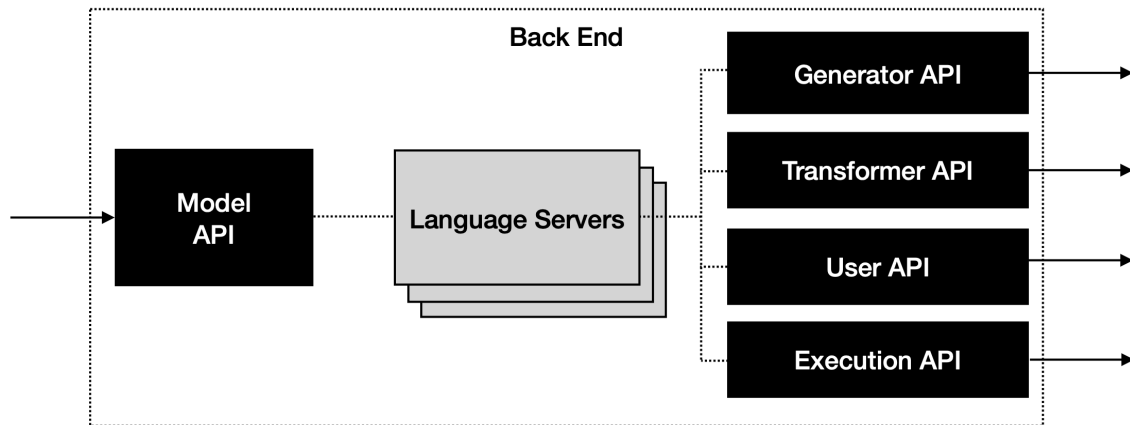 Back End
Model
API
Language Servers
Generator API
Transformer API
User API
Execution API